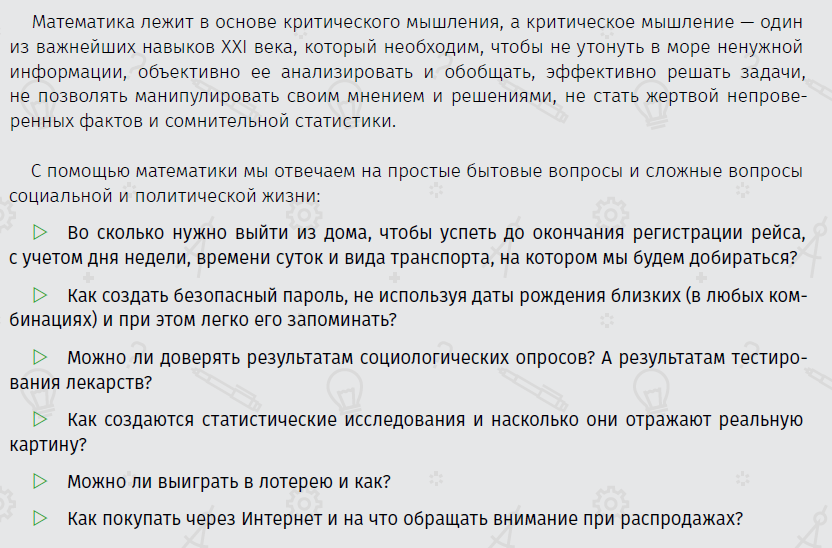 Математика лежит в основе критического мышления, а критическое мышление — один
из важнейших навыков XXI века, который необходим, чтобы не утонуть в море ненужной
информации, объективно ее анализировать и обобщать, эффективно решать задачи,
не позволять манипулировать своим мнением и решениями, не стать жертвой непрове-
ренных фактов и сомнительной статистики.
С помощью математики мы отвечаем на простые бытовые вопросы и сложные вопросы
социальной и политической жизни:
▷ Во сколько нужно выйти из дома, чтобы успеть до окончания регистрации рейса,
с учетом дня недели, времени суток и вида транспорта, на котором мы будем добираться?
▷ Как создать безопасный пароль, не используя даты рождения близких (в любых ком-
бинациях) и при этом легко его запоминать?
▷ Можно ли доверять результатам социологических опросов? А результатам тестиро-
вания лекарств?
▷ Как создаются статистические исследования и насколько они отражают реальную
картину?
▷ Можно ли выиграть в лотерею и как?
▷ Как покупать через Интернет и на что обращать внимание при распродажах?